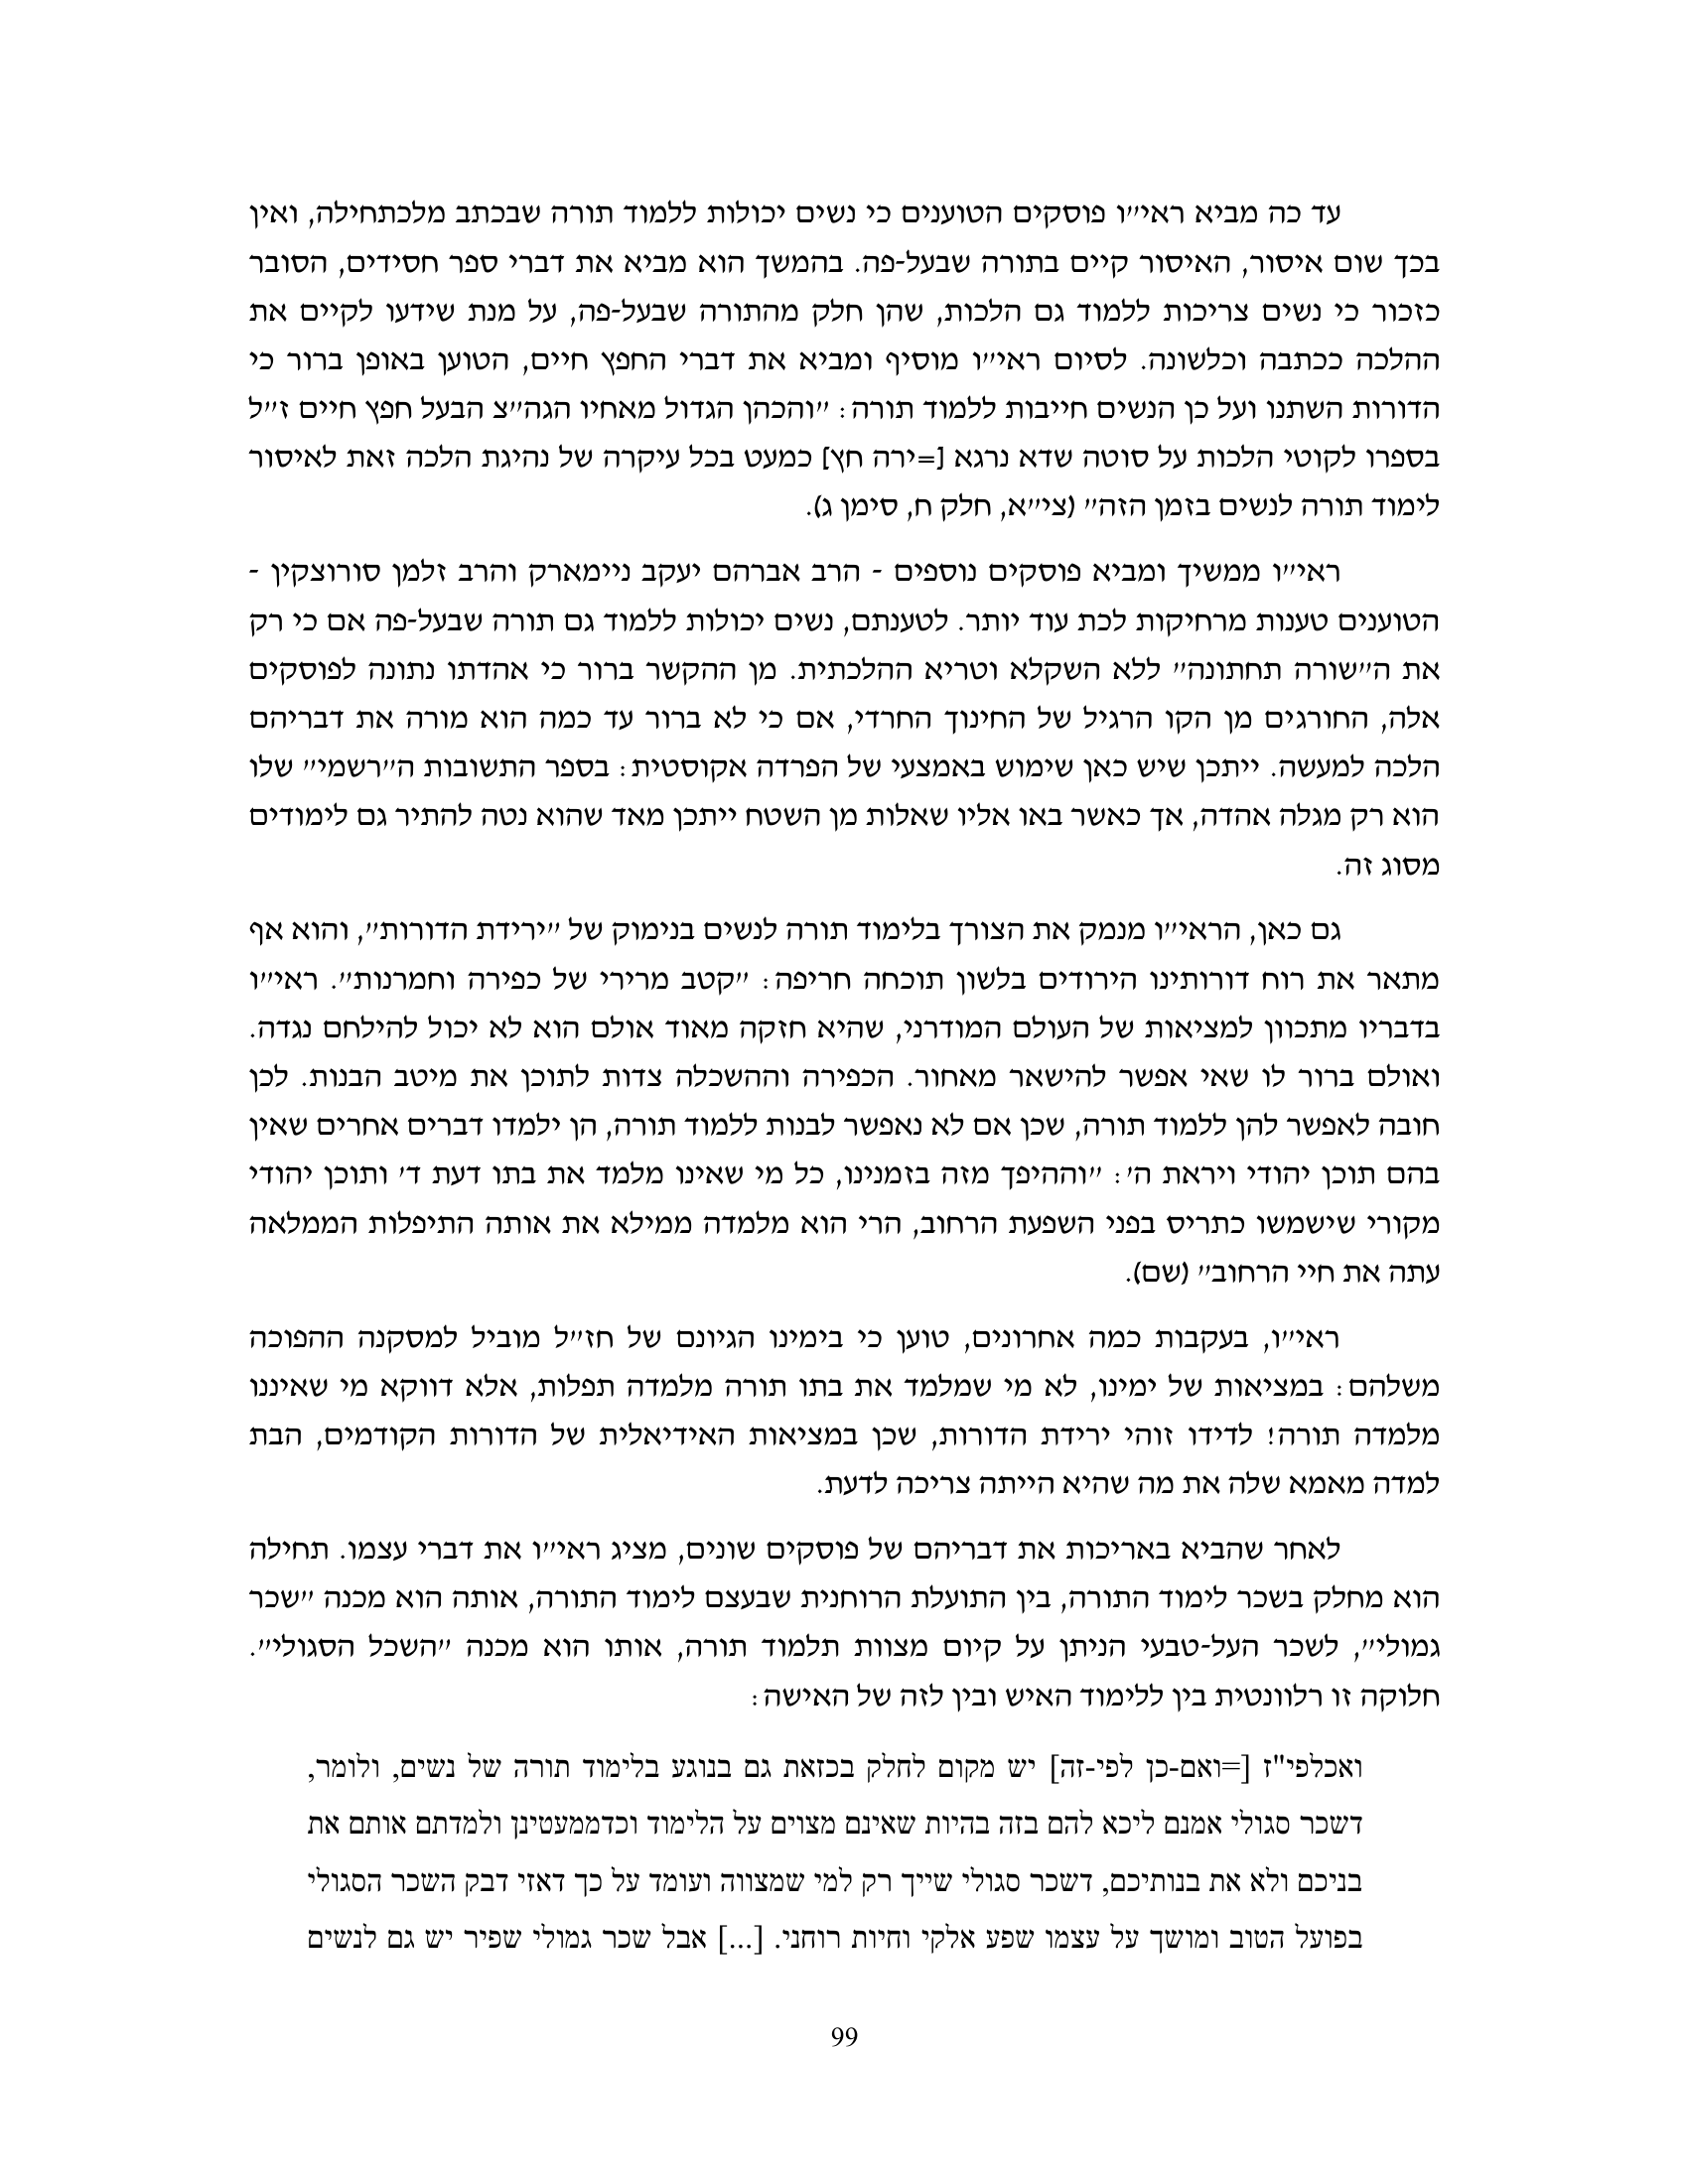 עד כה מביא ראי״ו פוסקים הטוענים כי נשים יכולות ללמוד תורה שבכתב מלכתחילה, ואין
בכך שום איסור, האיסור קיים בתורה שבעל-פה. בהמשך הוא מביא את דברי ספר חסידים, הסובר
כזכור כי נשים צריכות ללמוד גם הלכות, שהן חלק מהתורה שבעל-פה, על מנת שידעו לקיים את
ההלכה ככתבה וכלשונה. לסיום ראי״ו מוסיף ומביא את דברי החפץ חיים, הטוען באופן ברור כי
הדורות השתנו ועל כן הנשים חייבות ללמוד תורה: ״והכהן הגדול מאחיו הגה״צ הבעל חפץ חיים ז״ל
בספרו לקוטי הלכות על סוטה שדא נרגא [=ירה חץ] כמעט בכל עיקרה של נהיגת הלכה זאת לאיסור
לימוד תורה לנשים בזמן הזה״ (צי״א, חלק ח, סימן ג).
ראי״ו ממשיך ומביא פוסקים נוספים - הרב אברהם יעקב ניימארק והרב זלמן סורוצקין -
הטוענים טענות מרחיקות לכת עוד יותר. לטענתם, נשים יכולות ללמוד גם תורה שבעל-פה אם כי רק
את ה״שורה תחתונה״ ללא השקלא וטריא ההלכתית. מן ההקשר ברור כי אהדתו נתונה לפוסקים
אלה, החורגים מן הקו הרגיל של החינוך החרדי, אם כי לא ברור עד כמה הוא מורה את דבריהם
הלכה למעשה. ייתכן שיש כאן שימוש באמצעי של הפרדה אקוסטית: בספר התשובות ה״רשמי״ שלו
הוא רק מגלה אהדה, אך כאשר באו אליו שאלות מן השטח ייתכן מאד שהוא נטה להתיר גם לימודים
מסוג זה.
גם כאן, הראי״ו מנמק את הצורך בלימוד תורה לנשים בנימוק של ״ירידת הדורות״, והוא אף
מתאר את רוח דורותינו הירודים בלשון תוכחה חריפה: ״קטב מרירי של כפירה וחמרנות״. ראי״ו
בדבריו מתכוון למציאות של העולם המודרני, שהיא חזקה מאוד אולם הוא לא יכול להילחם נגדה.
ואולם ברור לו שאי אפשר להישאר מאחור. הכפירה וההשכלה צדות לתוכן את מיטב הבנות. לכן
חובה לאפשר להן ללמוד תורה, שכן אם לא נאפשר לבנות ללמוד תורה, הן ילמדו דברים אחרים שאין
בהם תוכן יהודי ויראת ה׳: ״וההיפך מזה בזמנינו, כל מי שאינו מלמד את בתו דעת ד׳ ותוכן יהודי
מקורי שישמשו כתריס בפני השפעת הרחוב, הרי הוא מלמדה ממילא את אותה התיפלות הממלאה
עתה את חיי הרחוב״ (שם).
ראי״ו, בעקבות כמה אחרונים, טוען כי בימינו הגיונם של חז״ל מוביל למסקנה ההפוכה
משלהם: במציאות של ימינו, לא מי שמלמד את בתו תורה מלמדה תפלות, אלא דווקא מי שאיננו
מלמדה תורה! לדידו זוהי ירידת הדורות, שכן במציאות האידיאלית של הדורות הקודמים, הבת
למדה מאמא שלה את מה שהיא הייתה צריכה לדעת.
לאחר שהביא באריכות את דבריהם של פוסקים שונים, מציג ראי״ו את דברי עצמו. תחילה
הוא מחלק בשכר לימוד התורה, בין התועלת הרוחנית שבעצם לימוד התורה, אותה הוא מכנה ״שכר
גמולי״, לשכר העל-טבעי הניתן על קיום מצוות תלמוד תורה, אותו הוא מכנה ״השכל הסגולי״.
חלוקה זו רלוונטית בין ללימוד האיש ובין לזה של האישה:
ואכלפי"ז [=ואם-כן לפי-זה] יש מקום לחלק בכזאת גם בנוגע בלימוד תורה של נשים, ולומר,
דשכר סגולי אמנם ליכא להם בזה בהיות שאינם מצוים על הלימוד וכדממעטינן ולמדתם אותם את
בניכם ולא את בנותיכם, דשכר סגולי שייך רק למי שמצווה ועומד על כך דאזי דבק השכר הסגולי
בפועל הטוב ומושך על עצמו שפע אלקי וחיות רוחני. [...] אבל שכר גמולי שפיר יש גם לנשים
99